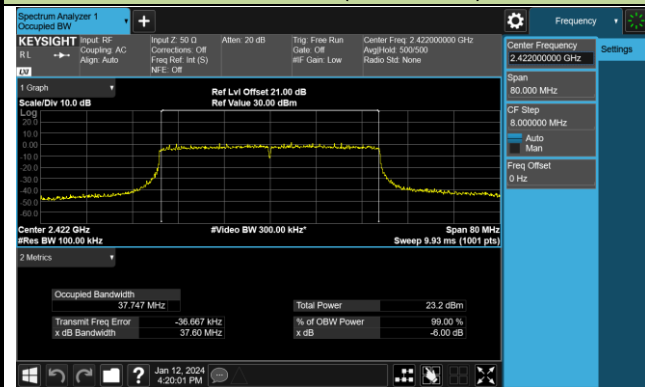 Spectrum Analyzer 1
Occupied BW
Frequency
KEYSIGHT
Input: RF
Coupling: AC
Align: Auto
Input Z: 50 Ω
Corrections: Off
Freq Ref: Int (S)
NFE: Off
Atten: 20 dB
Trig: Free Run
Gate: Off
#IF Gain: Low
Center Freq: 2.422000000 GHz
Avg|Hold: 500/500
Radio Std: None
R L
LXI
1 Graph
Scale/Div 10.0 dB
Ref Lvl Offset 21.00 dB
Ref Value 30.00 dBm
Log
20.0
10.0
0.00
-10.0
-20.0
-30.0
-40.0
-50.0
-60.0
Center 2.422 GHz
#Res BW 100.00 kHz
#Video BW 300.00 kHz*
Span 80 MHz
Sweep 9.93 ms (1001 pts)
2 Metrics
Occupied Bandwidth
37.747 MHz
Total Power 23.2 dBm
Transmit Freq Error -36.667 kHz
% of OBW Power 99.00 %
x dB Bandwidth 37.60 MHz
x dB -6.00 dB
Center Frequency
2.422000000 GHz
Settings
Span
80.000 MHz
CF Step
8.000000 MHz
Auto
Man
Freq Offset
0 Hz
?
Jan 12, 2024
4:20:01 PM